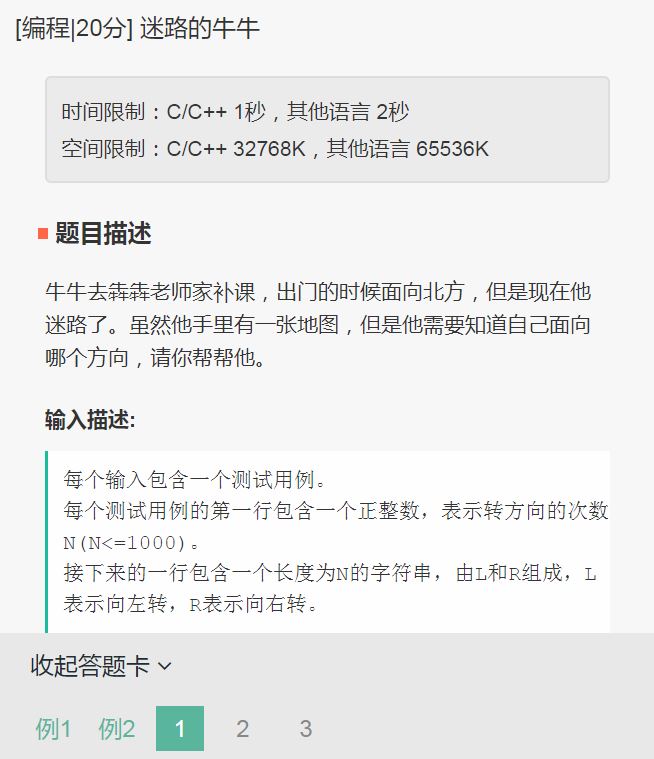 [编程|20分] 迷路的牛牛
时间限制：C/C++ 1秒，其他语言 2秒
空间限制：C/C++ 32768K，其他语言 65536K
题目描述
牛牛去犇犇老师家补课，出门的时候面向北方，但是现在他
迷路了。虽然他手里有一张地图，但是他需要知道自己面向
哪个方向，请你帮帮他。
输入描述:
每个输入包含一个测试用例。
每个测试用例的第一行包含一个正整数，表示转方向的次数
N(N<=1000)。
接下来的一行包含一个长度为N的字符串，由L和R组成，L
表示向左转，R表示向右转。
收起答题卡
例1 例2 1 2 3